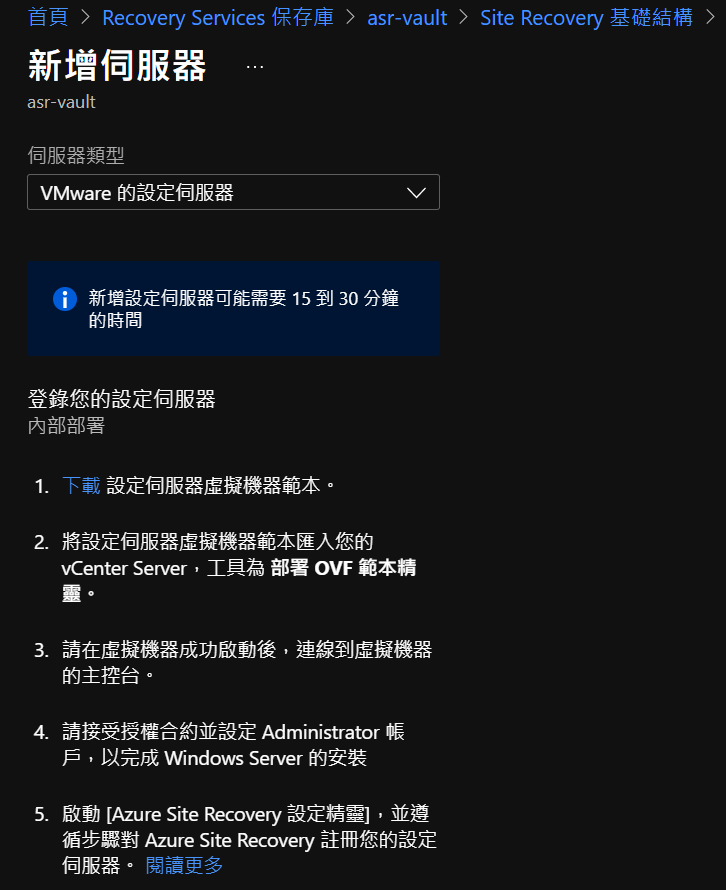 首頁 > Recovery Services 保存庫 > asr-vault > Site Recovery 基礎結構 >
新增伺服器 ...
asr-vault
伺服器類型
VMware 的設定伺服器
新增設定伺服器可能需要 15 到 30 分鐘
的時間
登錄您的設定伺服器
內部部署
1. 下載 設定伺服器虛擬機器範本。
2. 將設定伺服器虛擬機器範本匯入您的
vCenter Server，工具為 部署 OVF 範本精
靈。
3. 請在虛擬機器成功啟動後，連線到虛擬機器
的主控台。
4. 請接受授權合約並設定 Administrator 帳
戶，以完成 Windows Server 的安裝
5. 啟動 [Azure Site Recovery 設定精靈]，並遵
循步驟對 Azure Site Recovery 註冊您的設定
伺服器。 閱讀更多